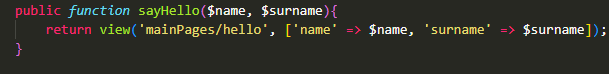 public function sayHello($name, $surname){
return view('mainPages/hello', ['name' => $name, 'surname' => $surname]);
}